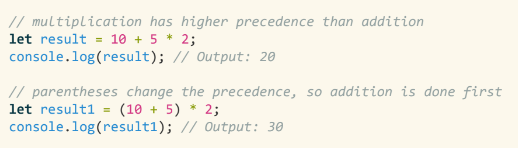 // multiplication has higher precedence than addition
let result = 10 + 5 * 2;
console.log(result); // Output: 20
// parentheses change the precedence, so addition is done first
let result1 = (10 + 5) * 2;
console.log(result1); // Output: 30